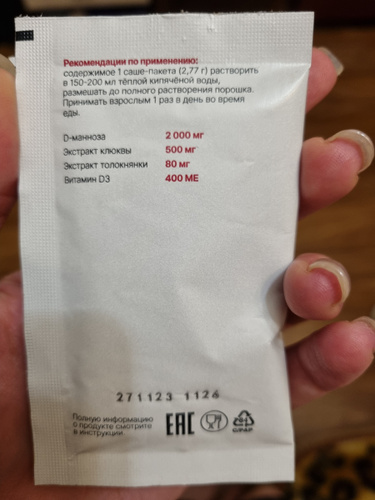 Рекомендации по применению:
содержимое 1 саше-пакета (2,77 г) растворить
в 150-200 мл тёплой кипячёной воды,
размешать до полного растворения порошка.
Принимать взрослым 1 раз в день во время
еды.
D-манноза 2 000 мг
Экстракт клюквы 500 мг
Экстракт толокнянки 80 мг
Витамин D3 400 МЕ
271123 1126
Полную информацию
о продукте смотрите
в инструкции.
EAC
C/PAP